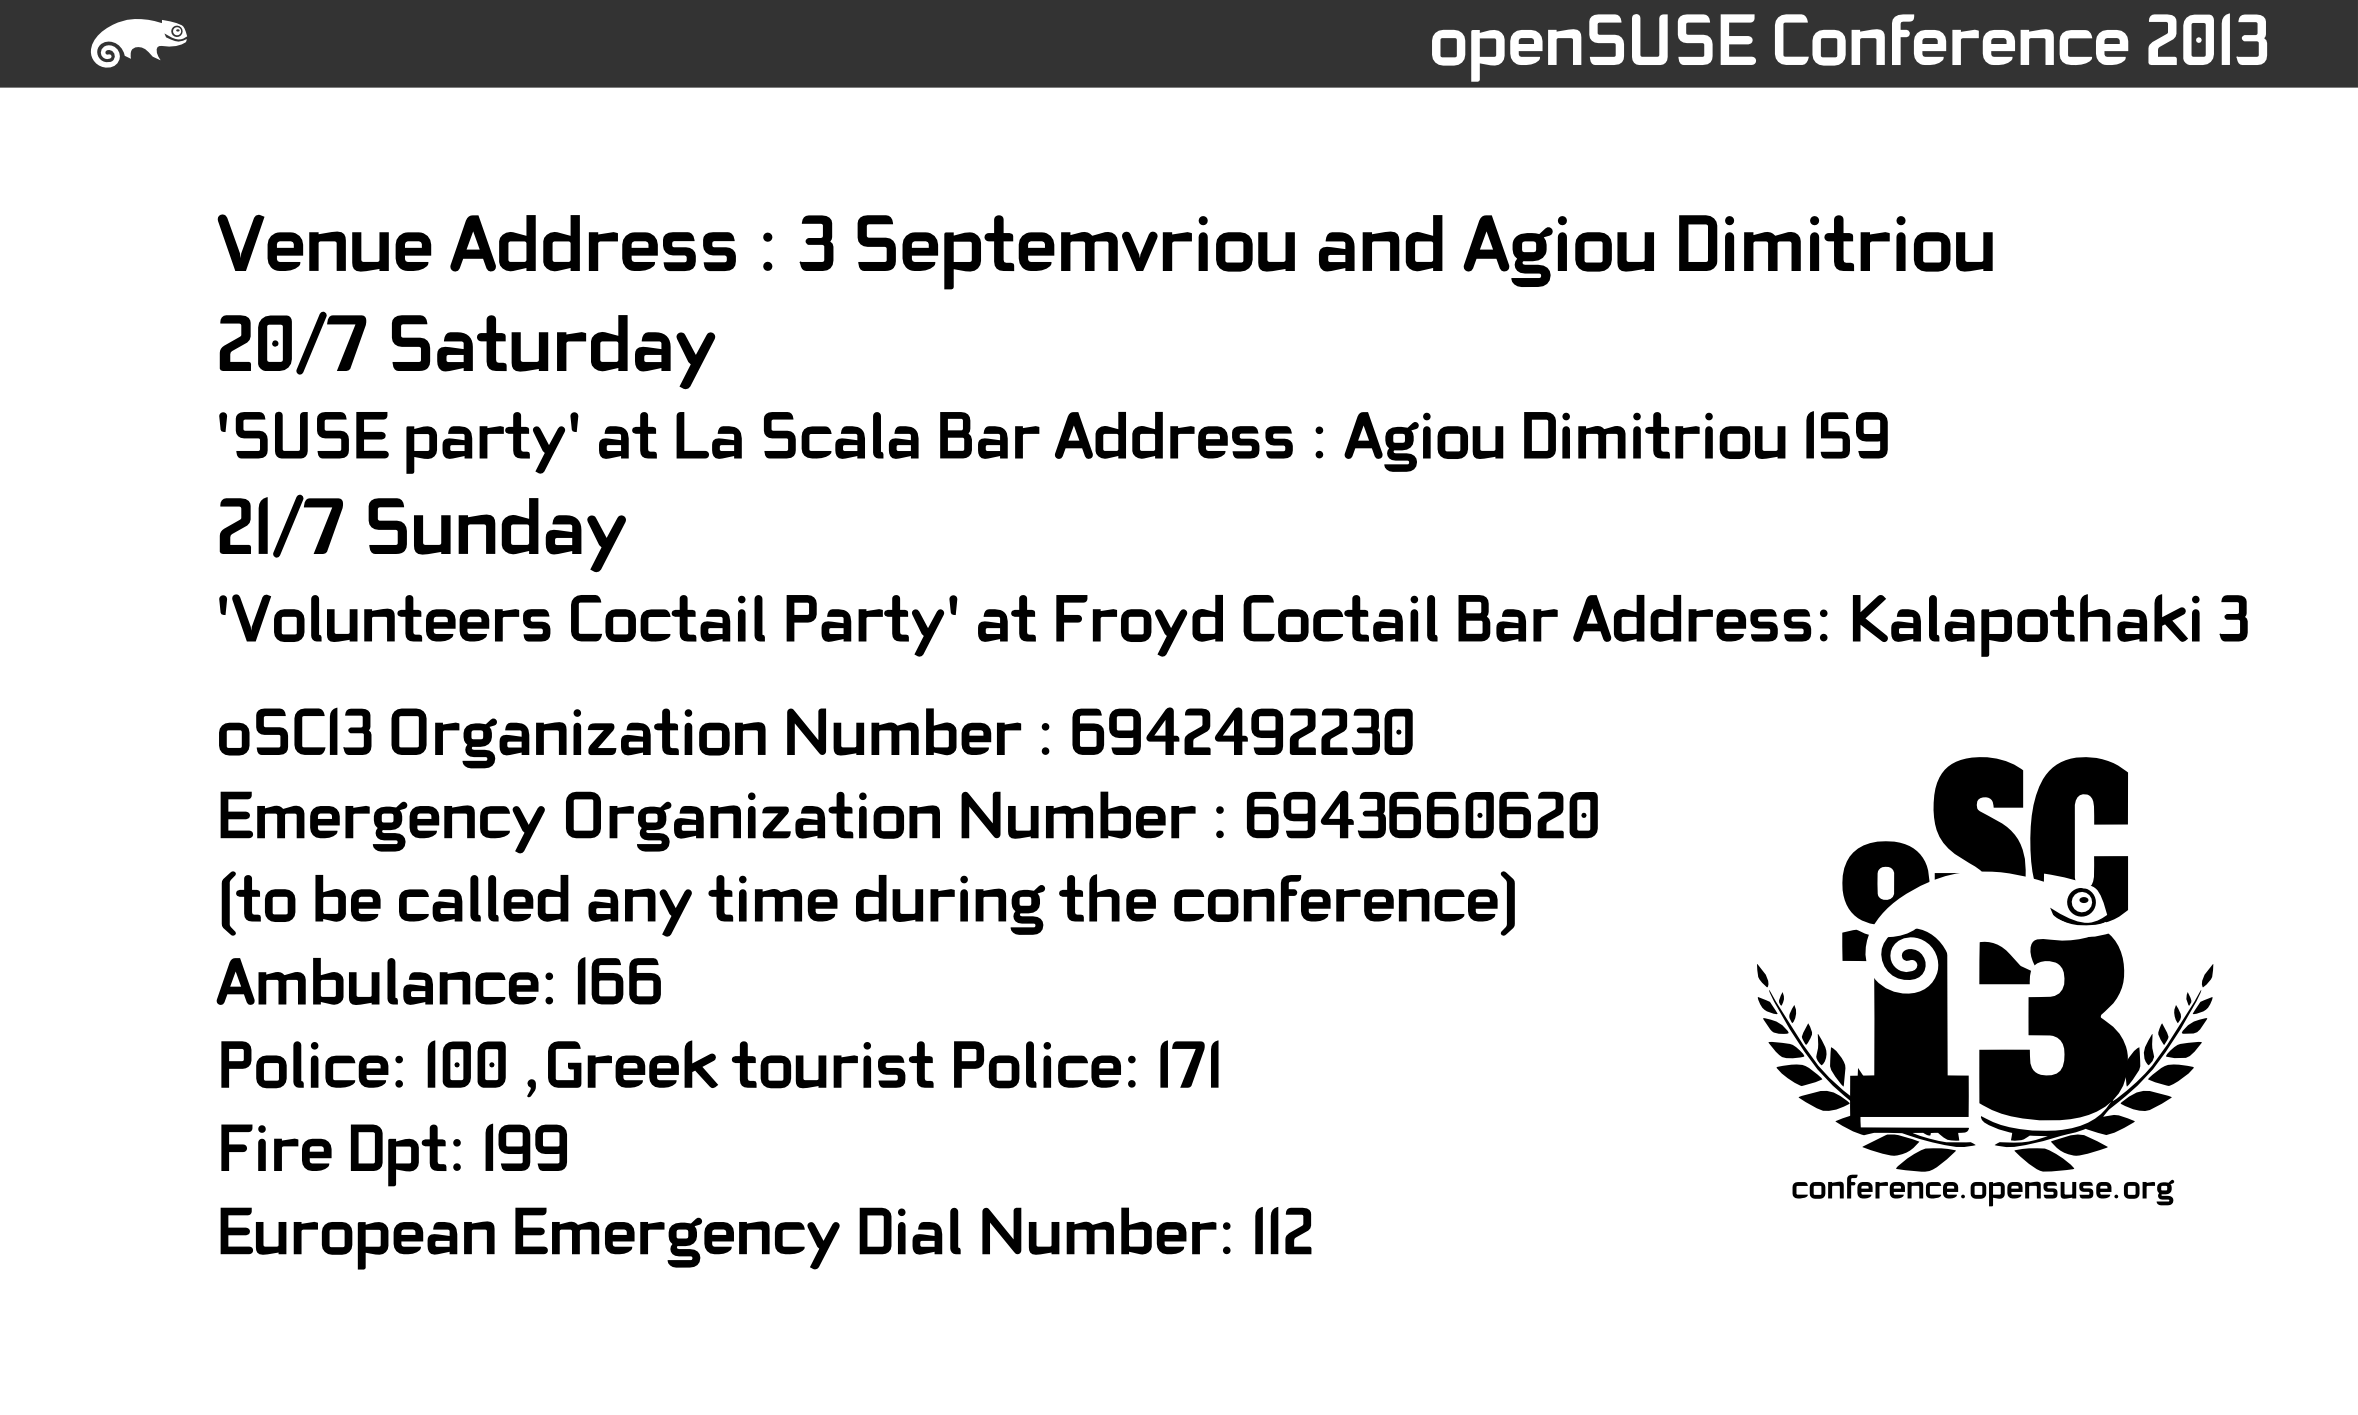 openSUSE Conference 2013
Venue Address : 3 Septemvriou and Agiou Dimitriou
20/7 Saturday
'SUSE party' at La Scala Bar Address : Agiou Dimitriou 159
21/7 Sunday
'Volunteers Coctail Party' at Froyd Coctail Bar Address: Kalapothaki 3
oSC13 Organization Number : 6942492230
Emergency Organization Number : 6943660620
(to be called any time during the conference)
Ambulance: 166
Police: 100 ,Greek tourist Police: 171
Fire Dpt: 199
European Emergency Dial Number: 112
oSC
13
conference.opensuse.org